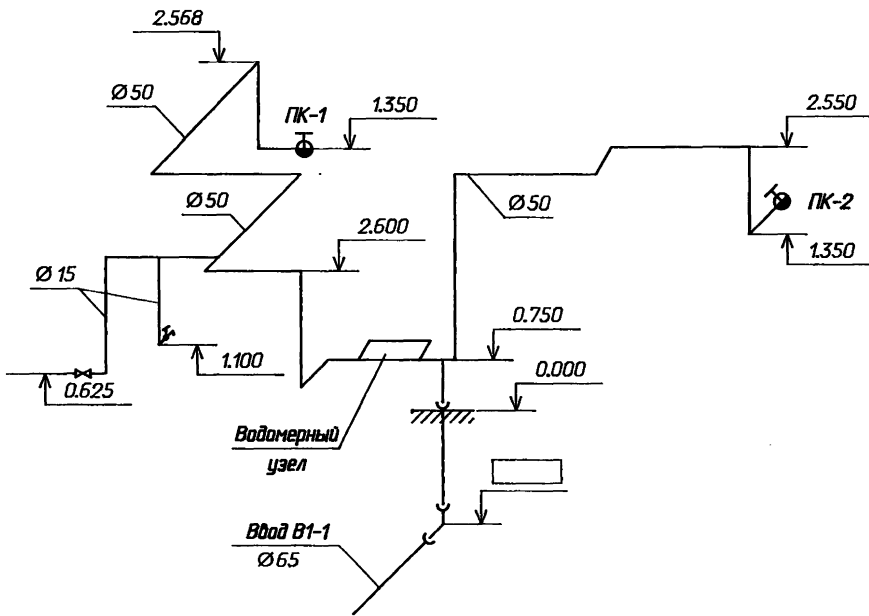 2.568
Ø50
ПК-1
1.350
2.550
Ø50
Ø50
ПК-2
2.600
1.350
Ø15
0.750
1.100
0.625
0.000
Водомерный
узел
Ввод В1-1
Ø65